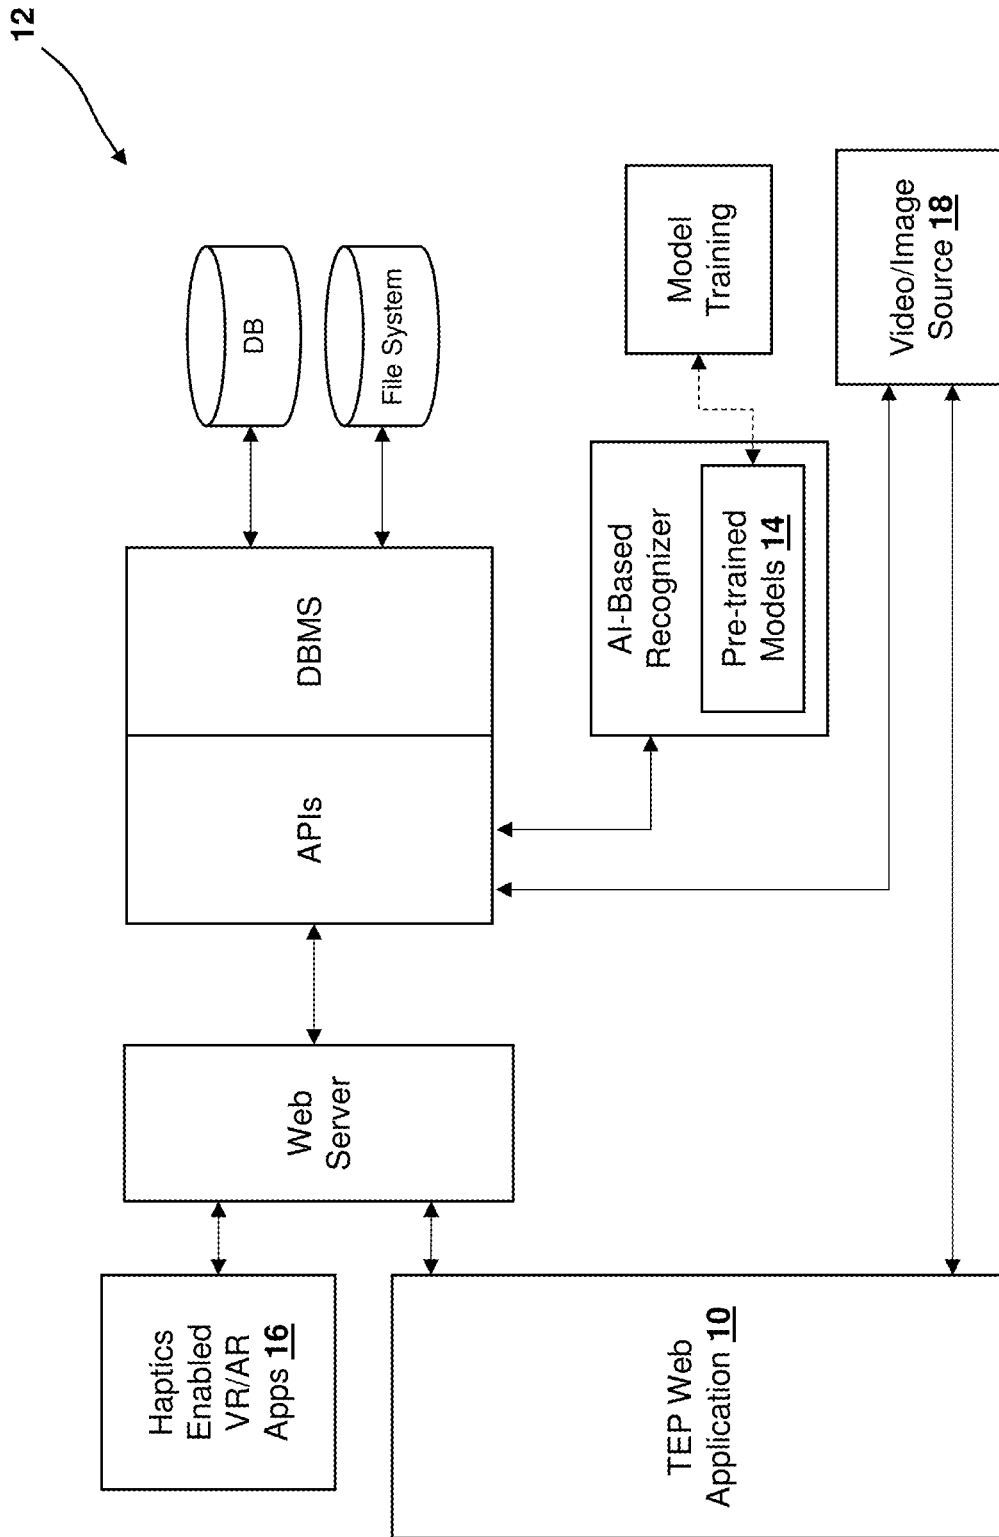 12
DB
File System
Model
Training
Video/Image
Source 18
DBMS
AI-Based
Recognizer
Pre-trained
Models 14
APIs
Web
Server
Haptics
Enabled
VR/AR
Apps 16
TEP Web
Application 10